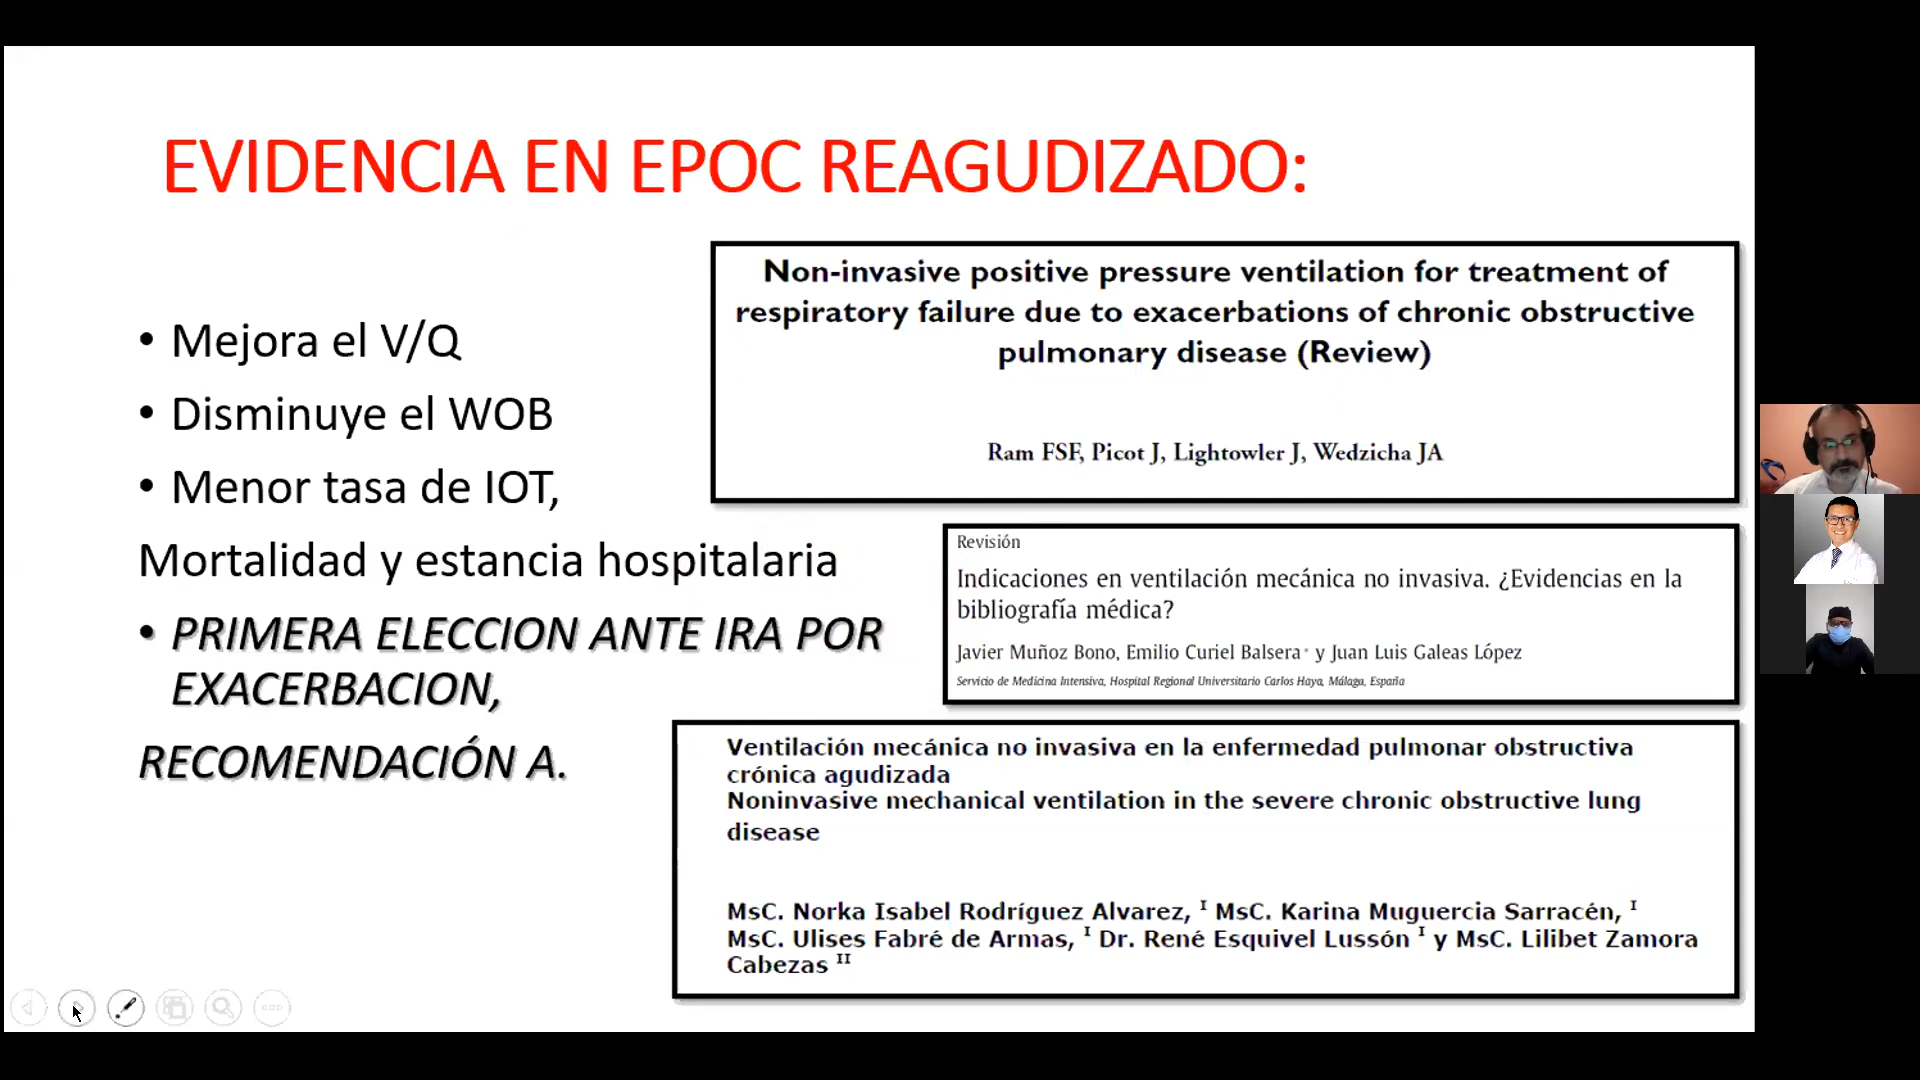 EVIDENCIA EN EPOC REAGUDIZADO:
• Mejora el V/Q
• Disminuye el WOB
• Menor tasa de IOT,
Mortalidad y estancia hospitalaria
• PRIMERA ELECCION ANTE IRA POR
EXACERBACION,
RECOMENDACIÓN A.
Non-invasive positive pressure ventilation for treatment of
respiratory failure due to exacerbations of chronic obstructive
pulmonary disease (Review)
Ram FSF, Picot J, Lightowler J, Wedzicha JA
Revisión
Indicaciones en ventilación mecánica no invasiva. ¿Evidencias en la
bibliografía médica?
Javier Muñoz Bono, Emilio Curiel Balsera* y Juan Luis Galeas López
Servicio de Medicina Intensiva, Hospital Regional Universitario Carlos Haya, Málaga, España
Ventilación mecánica no invasiva en la enfermedad pulmonar obstructiva
crónica agudizada
Noninvasive mechanical ventilation in the severe chronic obstructive lung
disease
MsC. Norka Isabel Rodríguez Alvarez, I MsC. Karina Muguercia Sarracén, I
MsC. Ulises Fabré de Armas, I Dr. René Esquivel Lussón I y MsC. Lilibet Zamora
Cabezas II